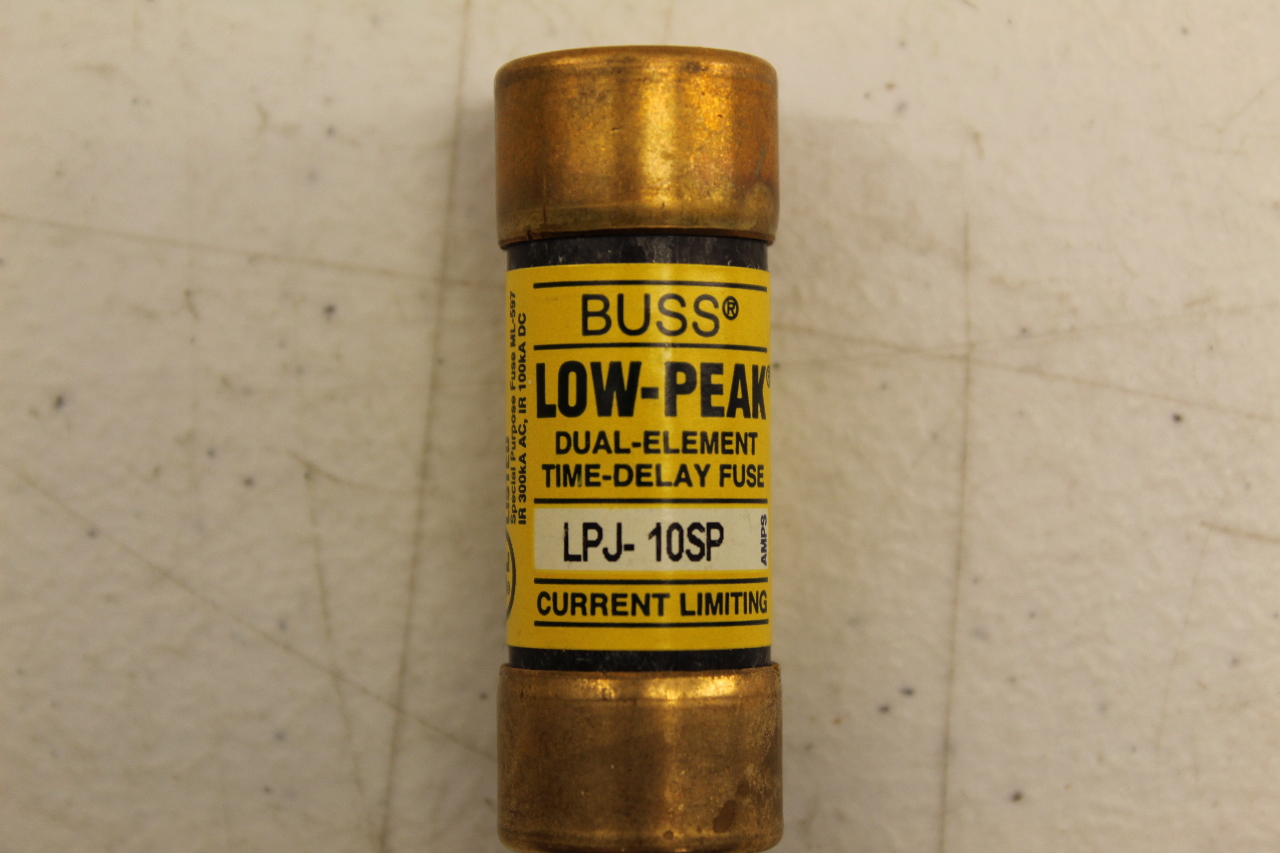 BUSS®
LOW-PEAK®
DUAL-ELEMENT
TIME-DELAY FUSE
LPJ- 10SP
AMPS
CURRENT LIMITING
Special Purpose Fuse ML-597
IR 300kA AC, IR 100kA DC